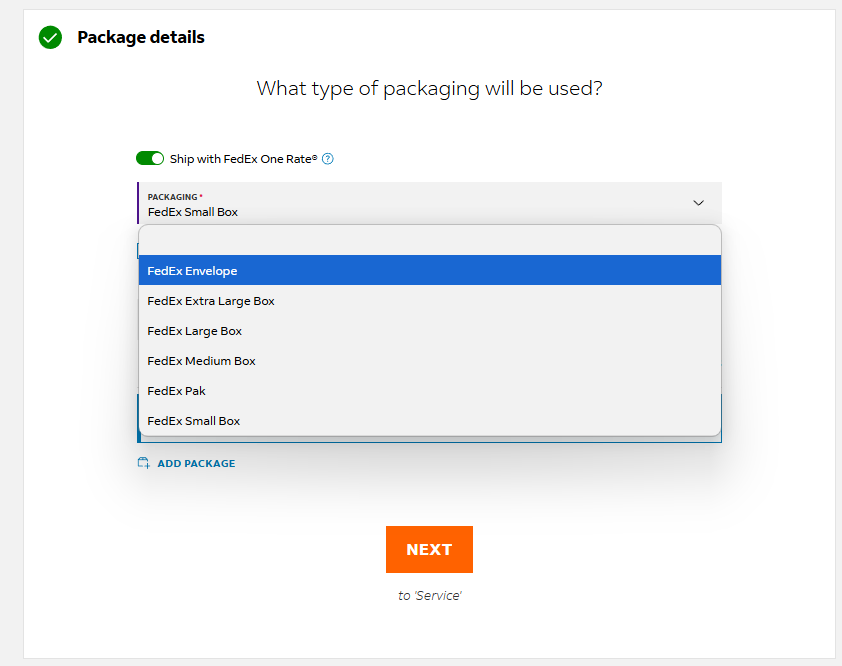 Package details
What type of packaging will be used?
Ship with FedEx One Rate®
PACKAGING *
FedEx Small Box
FedEx Envelope
FedEx Extra Large Box
FedEx Large Box
FedEx Medium Box
FedEx Pak
FedEx Small Box
ADD PACKAGE
NEXT
to 'Service'